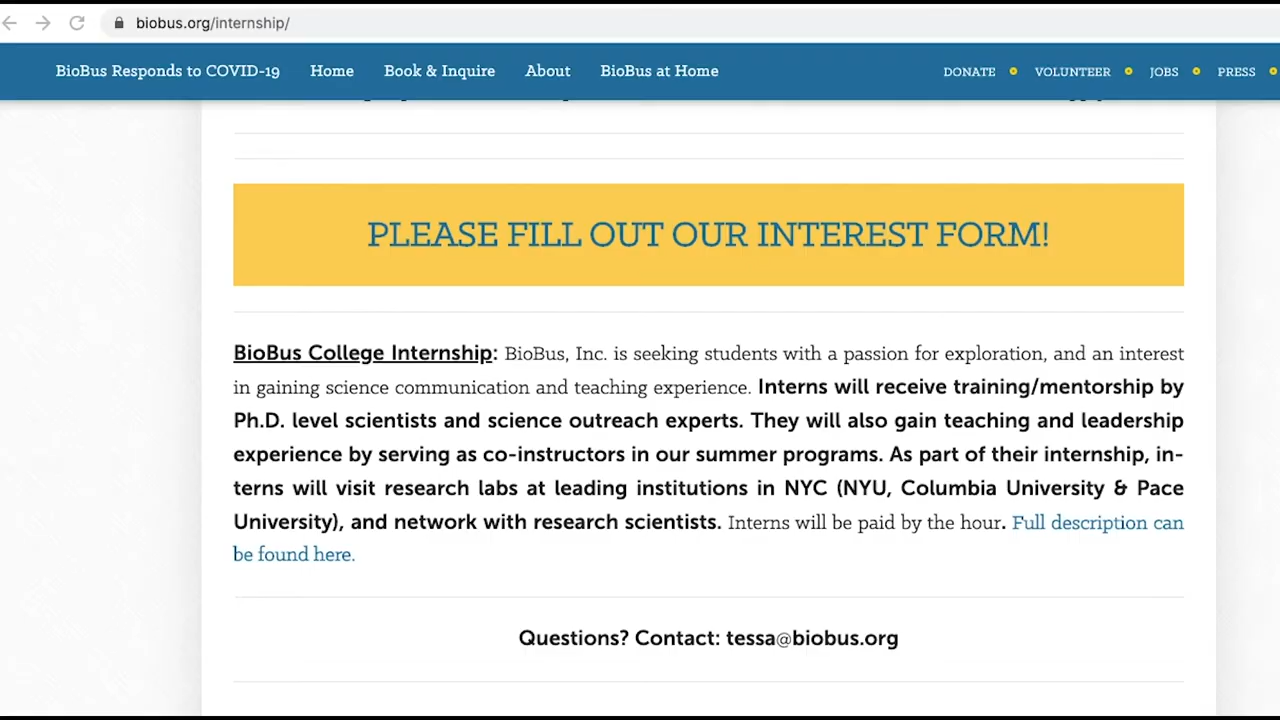 biobus.org/internship/
BioBus Responds to COVID-19 Home Book & Inquire About BioBus at Home DONATE VOLUNTEER JOBS PRESS
PLEASE FILL OUT OUR INTEREST FORM!
BioBus College Internship: BioBus, Inc. is seeking students with a passion for exploration, and an interest
in gaining science communication and teaching experience. Interns will receive training/mentorship by
Ph.D. level scientists and science outreach experts. They will also gain teaching and leadership
experience by serving as co-instructors in our summer programs. As part of their internship, in-
terns will visit research labs at leading institutions in NYC (NYU, Columbia University & Pace
University), and network with research scientists. Interns will be paid by the hour. Full description can
be found here.
Questions? Contact: tessa@biobus.org